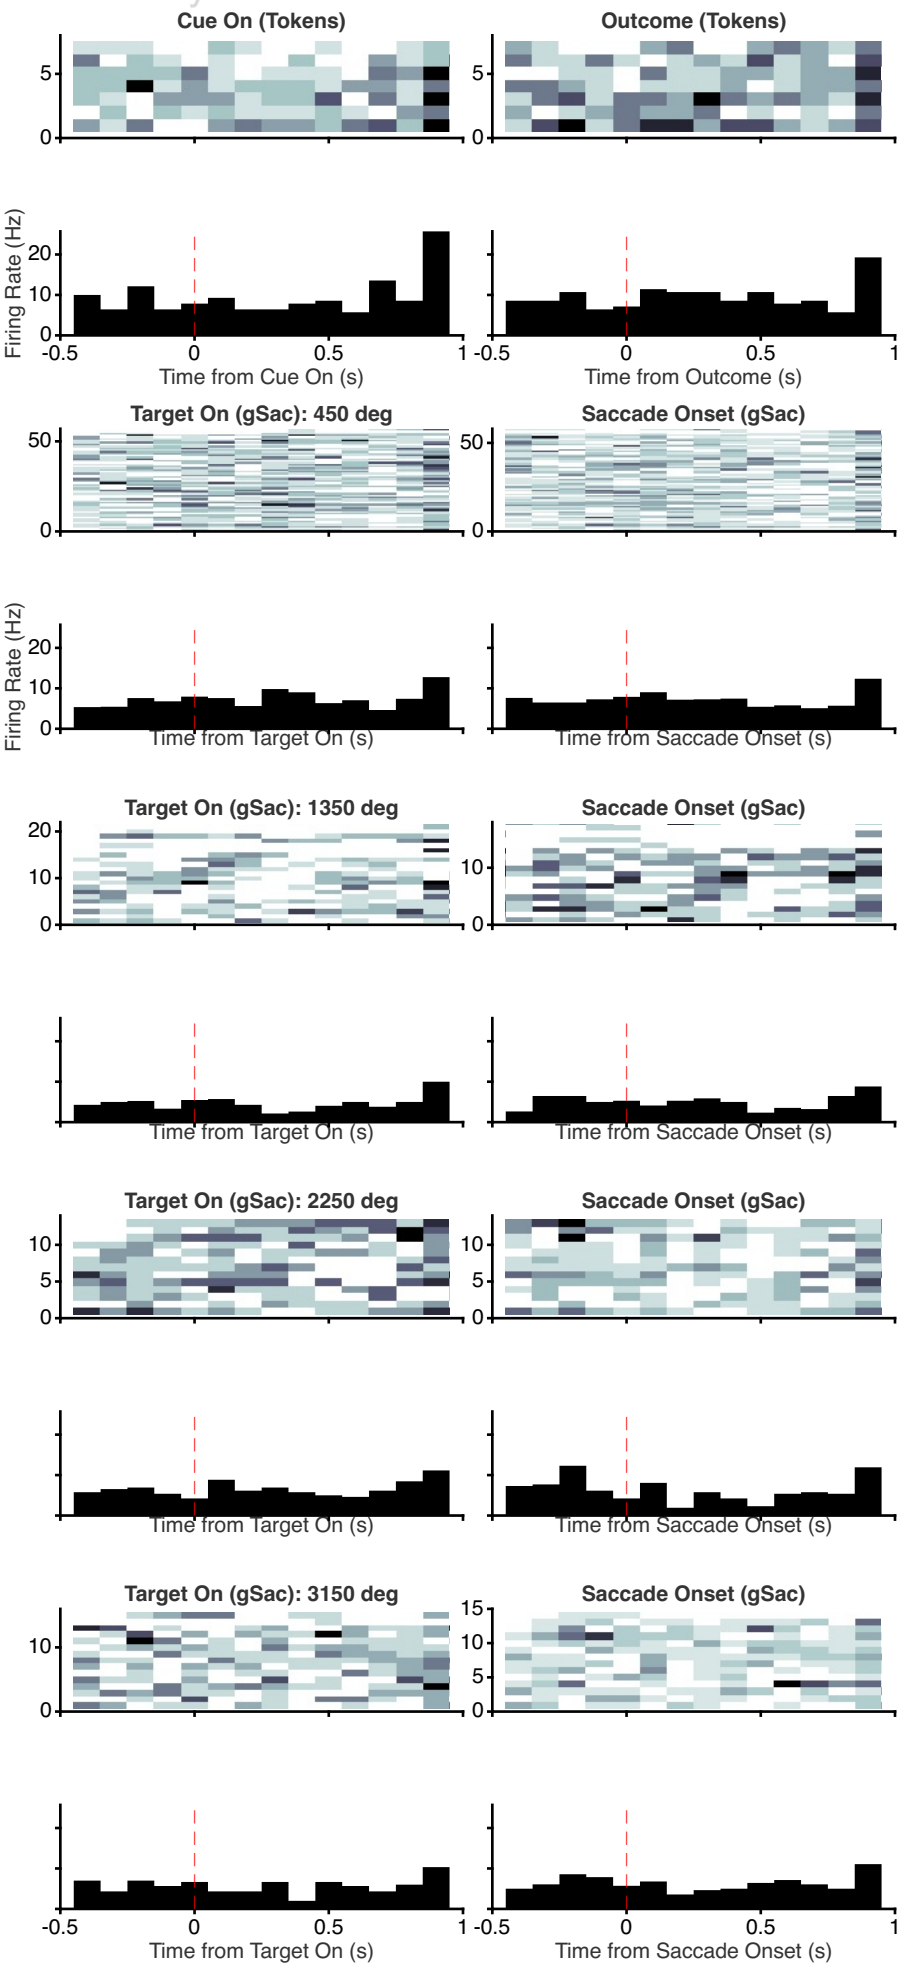 Cue On (Tokens)
Outcome (Tokens)
5
0
5
0
Firing Rate (Hz)
20
10
0
-0.5
0
0.5
1
-0.5
0
0.5
1
Time from Cue On (s)
Time from Outcome (s)
Target On (gSac): 450 deg
Saccade Onset (gSac)
50
0
50
0
Firing Rate (Hz)
20
10
0
Time from Target On (s)
Time from Saccade Onset (s)
Target On (gSac): 1350 deg
Saccade Onset (gSac)
20
10
0
10
0
Time from Target On (s)
Time from Saccade Onset (s)
Target On (gSac): 2250 deg
Saccade Onset (gSac)
10
5
0
10
5
0
Time from Target On (s)
Time from Saccade Onset (s)
Target On (gSac): 3150 deg
Saccade Onset (gSac)
10
0
15
10
5
0
-0.5
0
0.5
1
-0.5
0
0.5
1
Time from Target On (s)
Time from Saccade Onset (s)